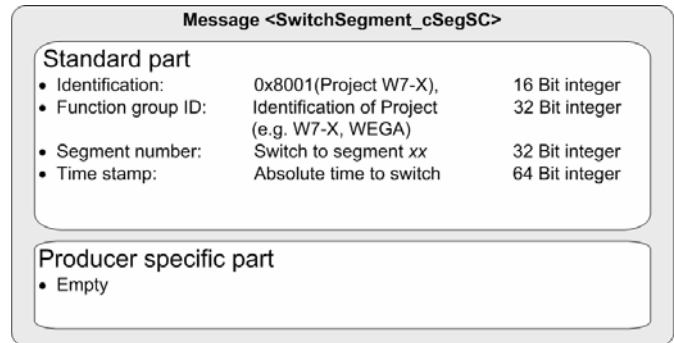 Message <SwitchSegment_cSegSC>
Standard part
• Identification: 0x8001(Project W7-X), 16 Bit integer
• Function group ID: Identification of Project 32 Bit integer
(e.g. W7-X, WEGA)
• Segment number: Switch to segment xx 32 Bit integer
• Time stamp: Absolute time to switch 64 Bit integer
Producer specific part
• Empty